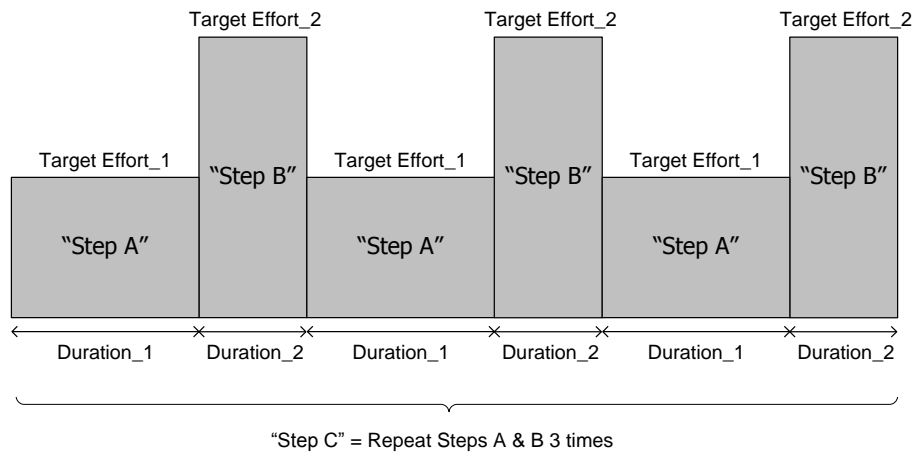 Target Effort_2 Target Effort_2 Target Effort_2
Target Effort_1 Target Effort_1 Target Effort_1
“Step B” “Step B” “Step B”
“Step A” “Step A” “Step A”
Duration_1 Duration_2 Duration_1 Duration_2 Duration_1 Duration_2
“Step C” = Repeat Steps A & B 3 times